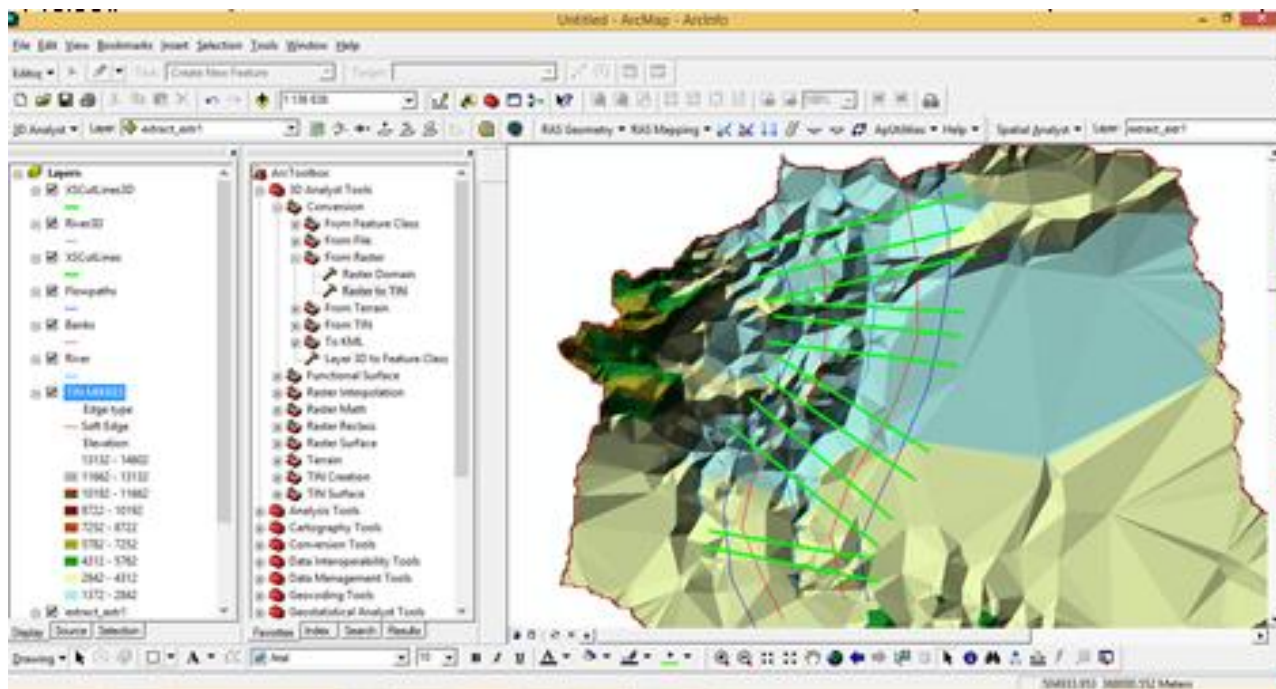 Untitled - ArcMap - ArcInfo
File Edit View Bookmarks Insert Selection Tools Window Help
Editor Task: Create New Feature Target:
3D Analyst Layer: extract_astr1 RAS Geometry RAS Mapping ApUtilities Help Spatial Analyst Layer: extract_astr1
Layers
XSCutLines3D
River3D
XSCutLines
Flowpaths
Banks
River
Edge type
Soft Edge
Elevation
13132 - 14602
11662 - 13132
10192 - 11662
8722 - 10192
7252 - 8722
5782 - 7252
4312 - 5782
2842 - 4312
1372 - 2842
extract_astr1
Display Source Selection
ArcToolbox
3D Analyst Tools
Conversion
From Feature Class
From File
From Raster
Raster Domain
Raster to TIN
From Terrain
From TIN
To KML
Layer 3D to Feature Class
Functional Surface
Raster Interpolation
Raster Math
Raster Reclass
Raster Surface
Terrain
TIN Creation
TIN Surface
Analysis Tools
Cartography Tools
Conversion Tools
Data Interoperability Tools
Data Management Tools
Geocoding Tools
Geostatistical Analyst Tools
Favorites Index Search Results
Drawing A Arial 10 B I U A
Meters